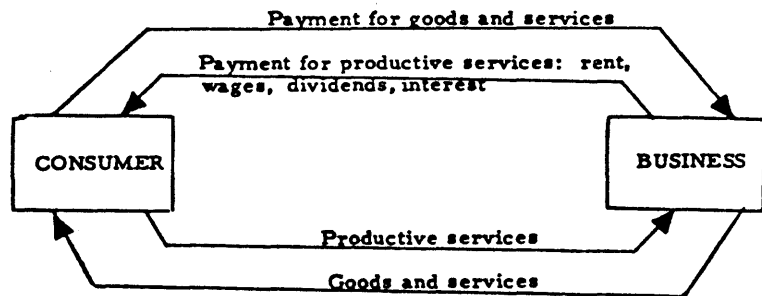 Payment for goods and services
Payment for productive services: rent,
wages, dividends, interest
CONSUMER
BUSINESS
Productive services
Goods and services